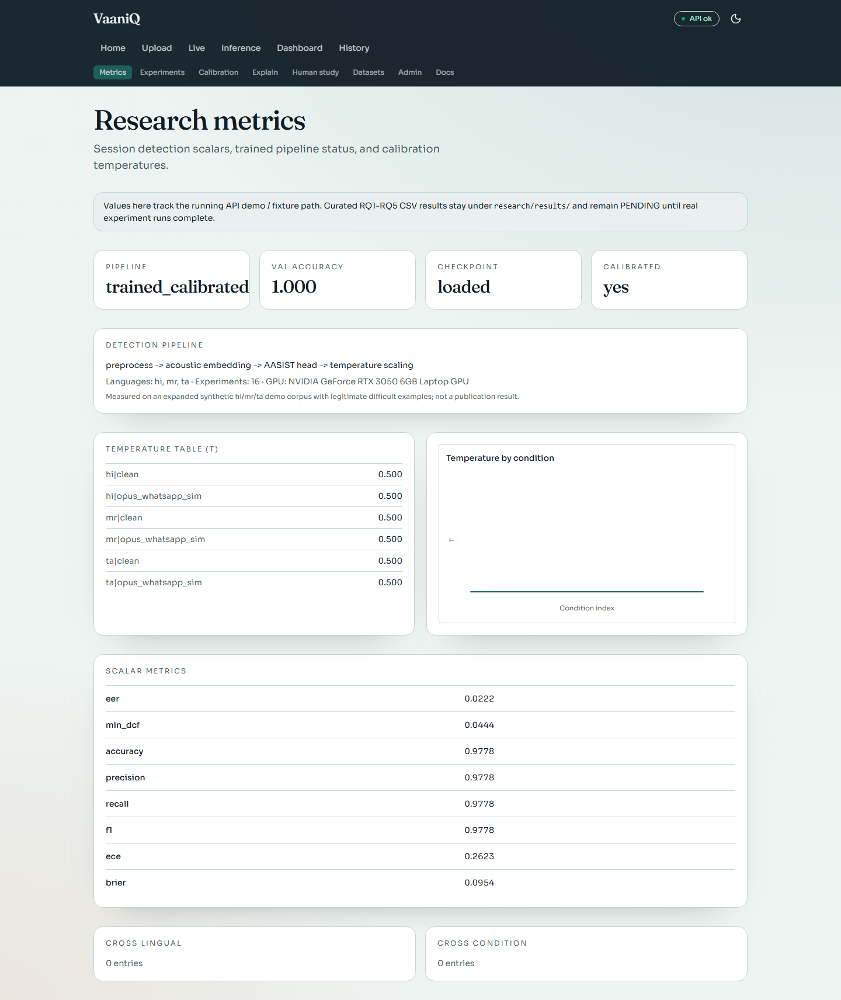 VaaniQ
API ok
Home Upload Live Inference Dashboard History
Metrics Experiments Calibration Explain Human study Datasets Admin Docs
Research metrics
Session detection scalars, trained pipeline status, and calibration
temperatures.
Values here track the running API demo / fixture path. Curated RQ1-RQ5 CSV results stay under research/results/ and remain PENDING until real
experiment runs complete.
PIPELINE
trained_calibrated
VAL ACCURACY
1.000
CHECKPOINT
loaded
CALIBRATED
yes
DETECTION PIPELINE
preprocess -> acoustic embedding -> AASIST head -> temperature scaling
Languages: hi, mr, ta · Experiments: 16 · GPU: NVIDIA GeForce RTX 3050 6GB Laptop GPU
Measured on an expanded synthetic hi/mr/ta demo corpus with legitimate difficult examples; not a publication result.
TEMPERATURE TABLE (T)
hi|clean 0.500
hi|opus_whatsapp_sim 0.500
mr|clean 0.500
mr|opus_whatsapp_sim 0.500
ta|clean 0.500
ta|opus_whatsapp_sim 0.500
Temperature by condition
T
Condition index
SCALAR METRICS
eer 0.0222
min_dcf 0.0444
accuracy 0.9778
precision 0.9778
recall 0.9778
f1 0.9778
ece 0.2623
brier 0.0954
CROSS LINGUAL
0 entries
CROSS CONDITION
0 entries